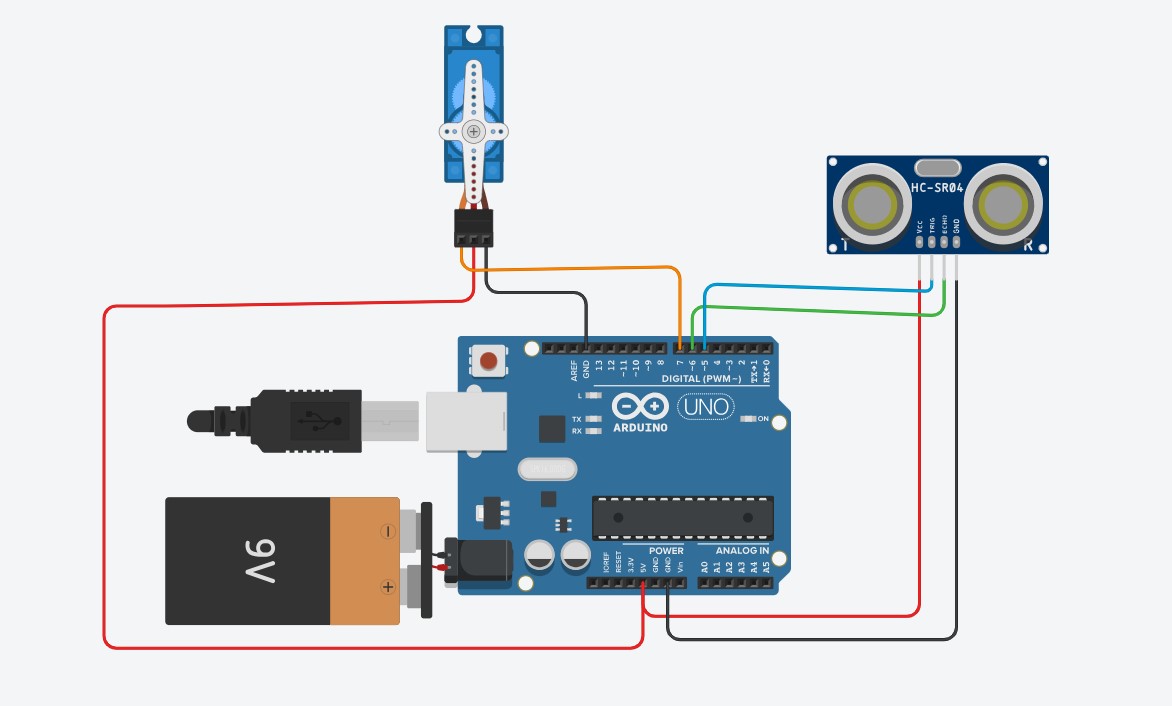 HC-SR04
VCC
TRIG
ECHO
GND
T
R
AREF
GND
13
12
~11
~10
~9
8
7
~6
~5
4
~3
2
TX→1
RX←0
DIGITAL (PWM~)
L
TX
RX
ARDUINO
UNO
ON
POWER
ANALOG IN
IOREF
RESET
3.3V
5V
GND
GND
Vin
A0
A1
A2
A3
A4
A5
9V